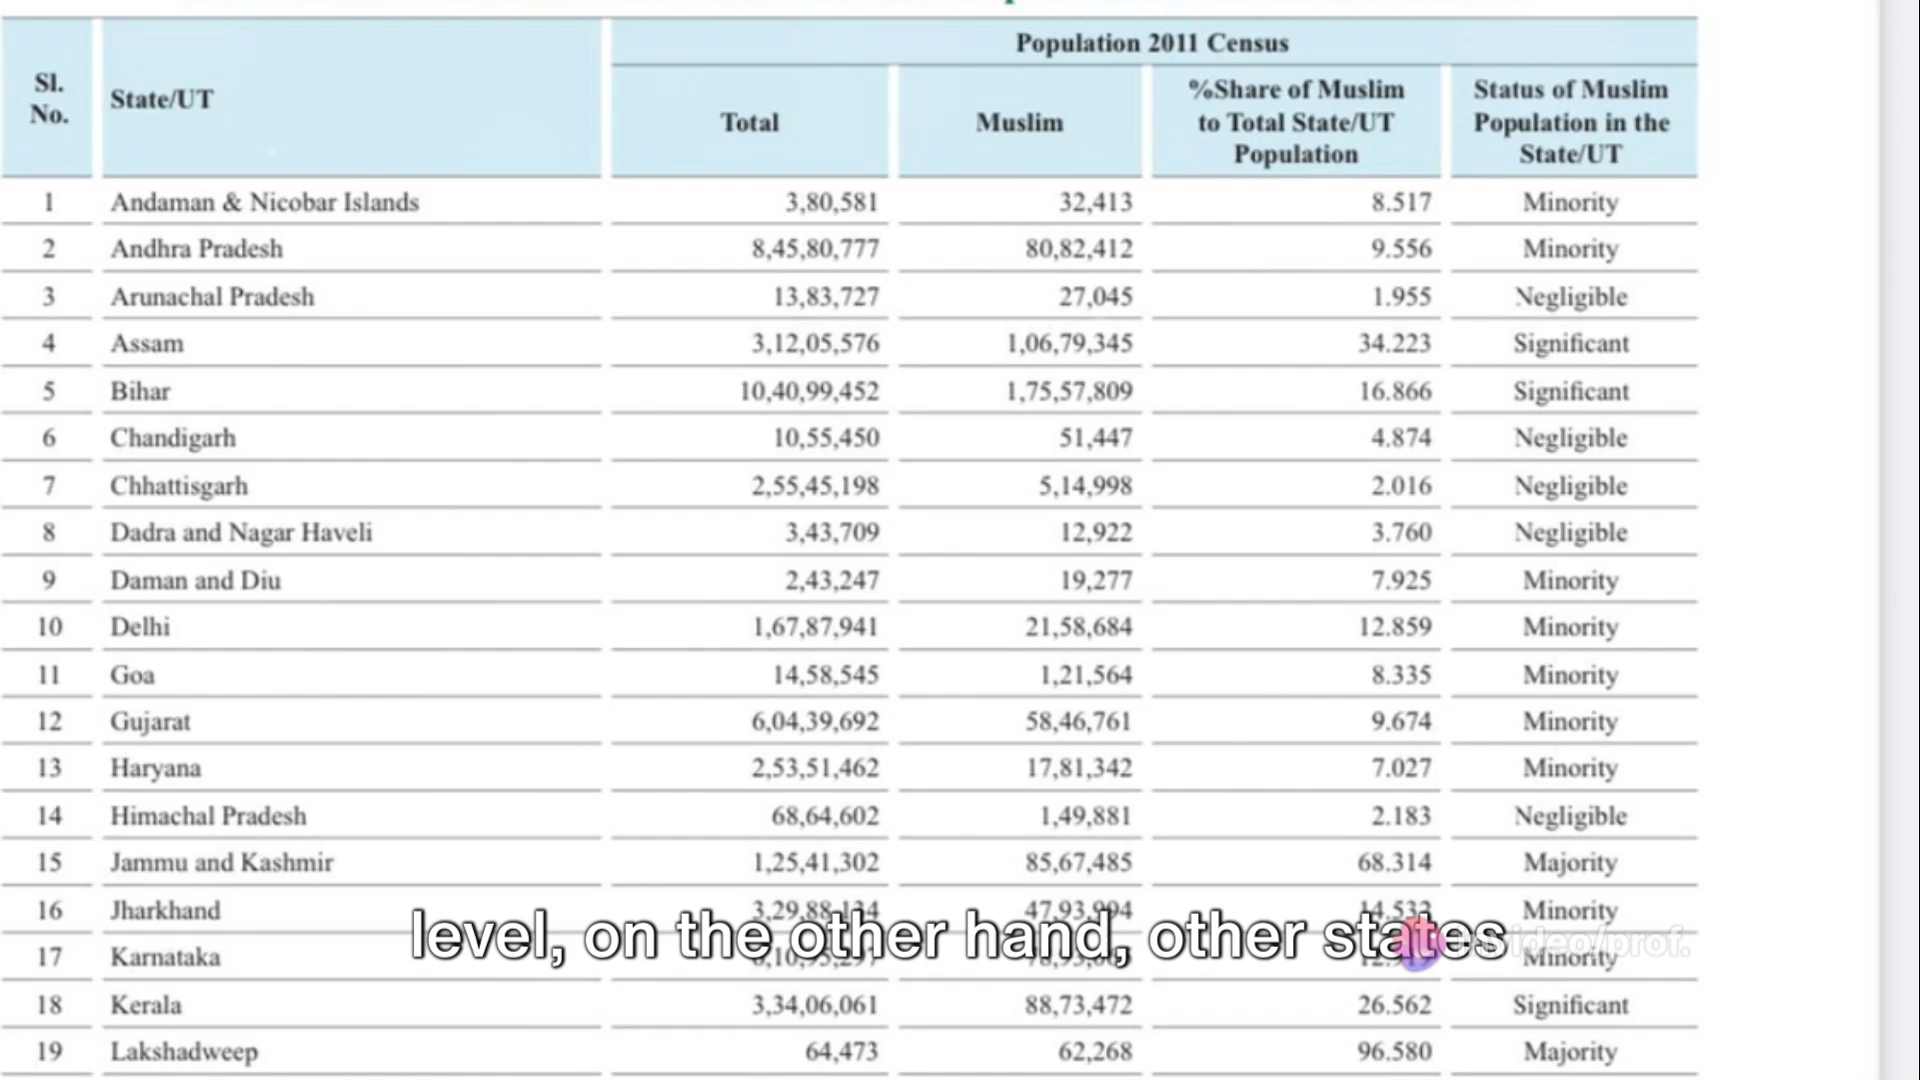 Population 2011 Census
Sl. No. State/UT Total Muslim %Share of Muslim to Total State/UT Population Status of Muslim Population in the State/UT
1 Andaman & Nicobar Islands 3,80,581 32,413 8.517 Minority
2 Andhra Pradesh 8,45,80,777 80,82,412 9.556 Minority
3 Arunachal Pradesh 13,83,727 27,045 1.955 Negligible
4 Assam 3,12,05,576 1,06,79,345 34.223 Significant
5 Bihar 10,40,99,452 1,75,57,809 16.866 Significant
6 Chandigarh 10,55,450 51,447 4.874 Negligible
7 Chhattisgarh 2,55,45,198 5,14,998 2.016 Negligible
8 Dadra and Nagar Haveli 3,43,709 12,922 3.760 Negligible
9 Daman and Diu 2,43,247 19,277 7.925 Minority
10 Delhi 1,67,87,941 21,58,684 12.859 Minority
11 Goa 14,58,545 1,21,564 8.335 Minority
12 Gujarat 6,04,39,692 58,46,761 9.674 Minority
13 Haryana 2,53,51,462 17,81,342 7.027 Minority
14 Himachal Pradesh 68,64,602 1,49,881 2.183 Negligible
15 Jammu and Kashmir 1,25,41,302 85,67,485 68.314 Majority
16 Jharkhand Minority
level, on the other hand, other states
17 Karnataka Minority
18 Kerala 3,34,06,061 88,73,472 26.562 Significant
19 Lakshadweep 64,473 62,268 96.580 Majority